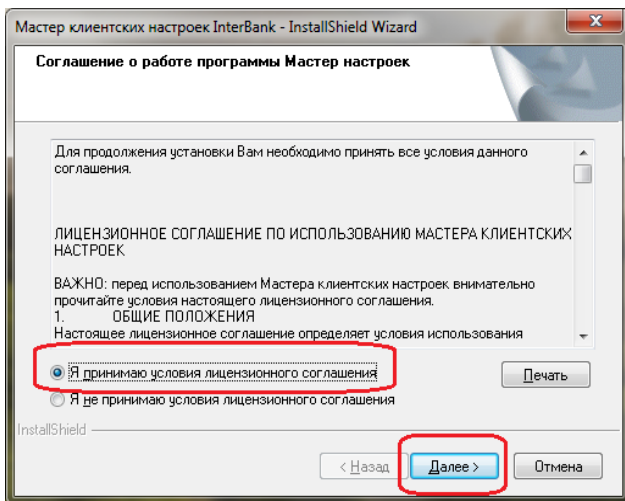 Мастер клиентских настроек InterBank - InstallShield Wizard
Соглашение о работе программы Мастер настроек
Для продолжения установки Вам необходимо принять все условия данного
соглашения.
ЛИЦЕНЗИОННОЕ СОГЛАШЕНИЕ ПО ИСПОЛЬЗОВАНИЮ МАСТЕРА КЛИЕНТСКИХ
НАСТРОЕК
ВАЖНО: перед использованием Мастера клиентских настроек внимательно
прочитайте условия настоящего лицензионного соглашения.
1. ОБЩИЕ ПОЛОЖЕНИЯ
Настоящее лицензионное соглашение определяет условия использования
Я принимаю условия лицензионного соглашения
Печать
Я не принимаю условия лицензионного соглашения
InstallShield
< Назад Далее > Отмена